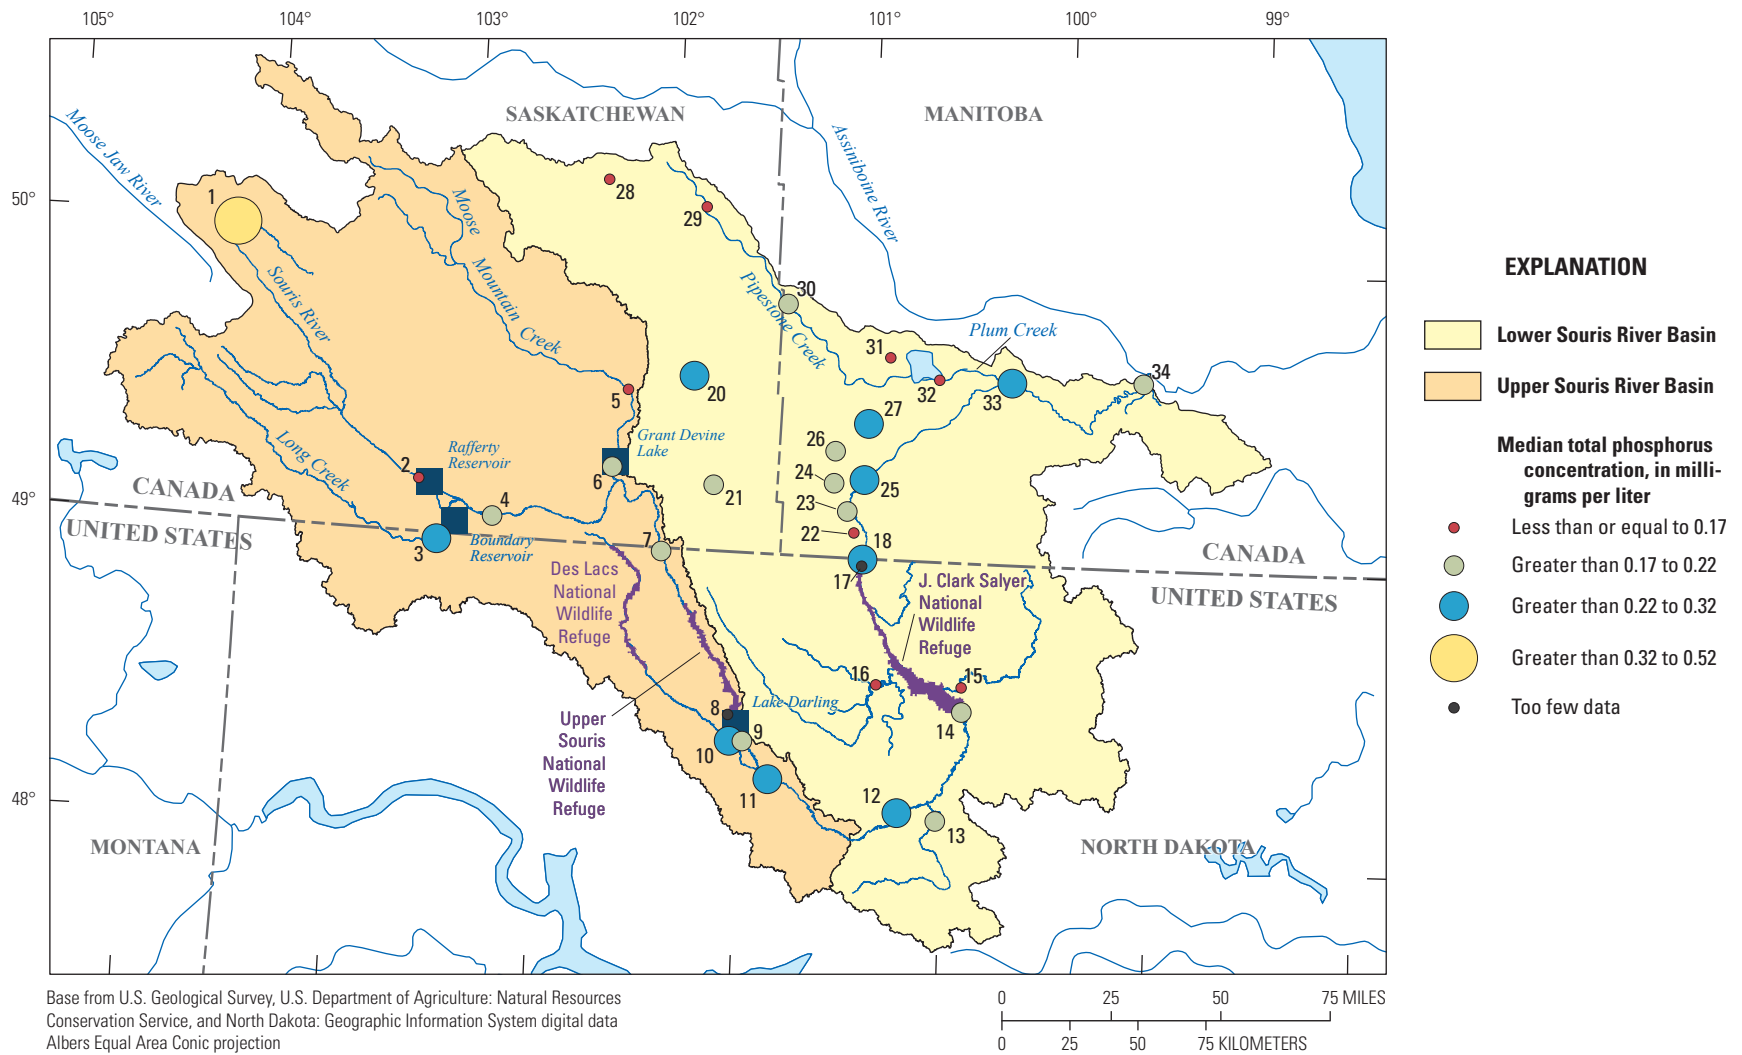 105°
104°
103°
102°
101°
100°
99°
50°
49°
48°
SASKATCHEWAN
MANITOBA
Moose Jaw River
Assiniboine River
Moose
Mountain
Creek
Souris River
Long Creek
Pipestone Creek
Plum Creek
Rafferty
Reservoir
Grant Devine
Lake
Boundary
Reservoir
CANADA
UNITED STATES
CANADA
UNITED STATES
Des Lacs
National
Wildlife
Refuge
J. Clark Salyer
National
Wildlife
Refuge
Upper
Souris
National
Wildlife
Refuge
Lake Darling
MONTANA
NORTH DAKOTA
1
2
3
4
5
6
7
8
9
10
11
12
13
14
15
16
17
18
20
21
22
23
24
25
26
27
28
29
30
31
32
33
34
EXPLANATION
Lower Souris River Basin
Upper Souris River Basin
Median total phosphorus
concentration, in milli-
grams per liter
Less than or equal to 0.17
Greater than 0.17 to 0.22
Greater than 0.22 to 0.32
Greater than 0.32 to 0.52
Too few data
Base from U.S. Geological Survey, U.S. Department of Agriculture: Natural Resources
Conservation Service, and North Dakota: Geographic Information System digital data
Albers Equal Area Conic projection
0 25 50 75 MILES
0 25 50 75 KILOMETERS